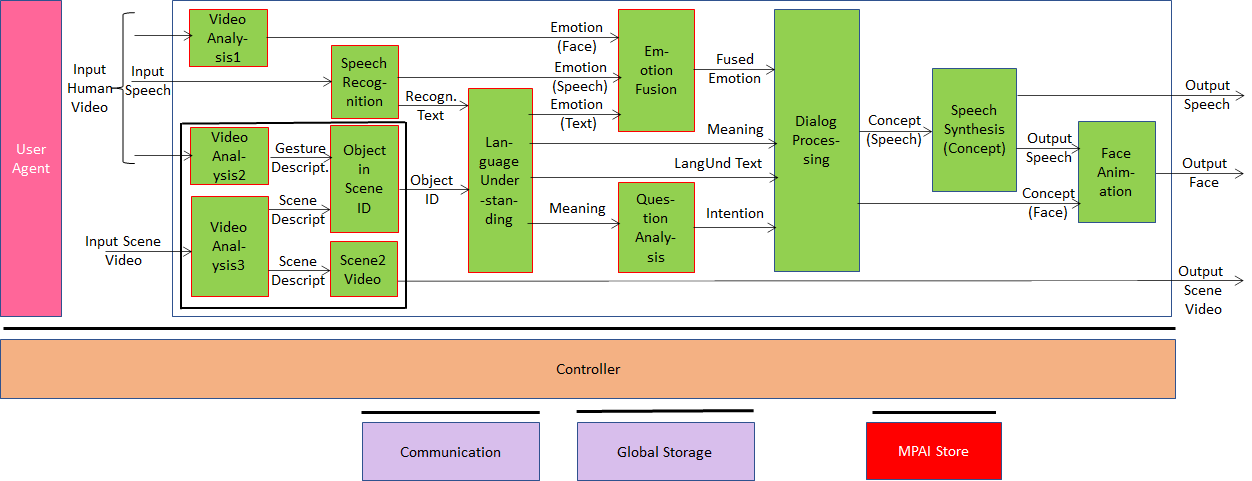 User
Agent
Input
Human
Video
Input
Speech
Input Scene
Video
Video
Analy-
sis1
Speech
Recog-
nition
Video
Analy-
sis2
Gesture
Descript.
Object
in
Scene
ID
Scene
Descript
Video
Analy-
sis3
Scene
Descript
Scene2
Video
Recogn.
Text
Object
ID
Lan-
guage
Under
-stan-
ding
Emotion
(Face)
Emotion
(Speech)
Emotion
(Text)
Em-
otion
Fusion
Fused
Emotion
Meaning
LangUnd Text
Meaning
Ques-
tion
Analy-
sis
Intention
Dialog
Proces-
sing
Concept
(Speech)
Speech
Synthesis
(Concept)
Output
Speech
Concept
(Face)
Face
Anim-
ation
Output
Speech
Output
Face
Output
Scene
Video
Controller
Communication
Global Storage
MPAI Store